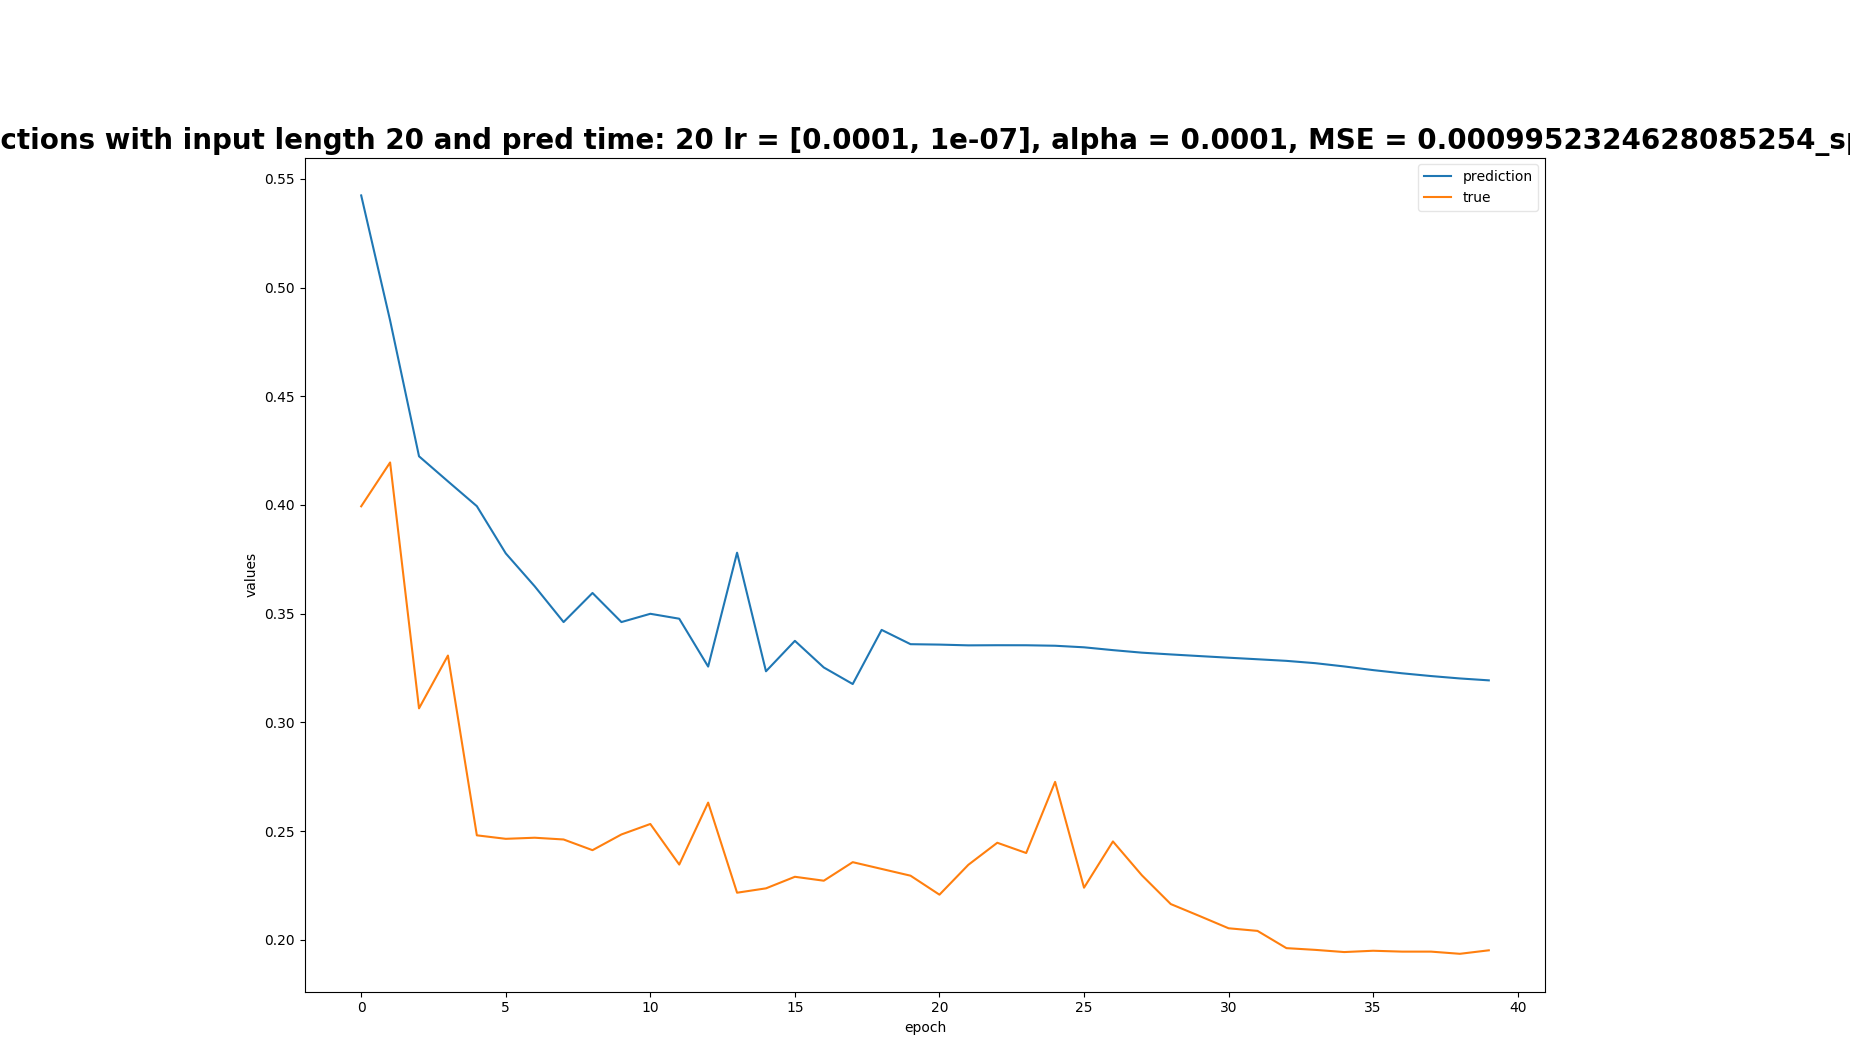 ctions with input length 20 and pred time: 20 lr = [0.0001, 1e-07], alpha = 0.0001, MSE = 0.0009952324628085254_sp
prediction
true
0.55
0.50
0.45
0.40
0.35
0.30
0.25
0.20
values
0 5 10 15 20 25 30 35 40
epoch